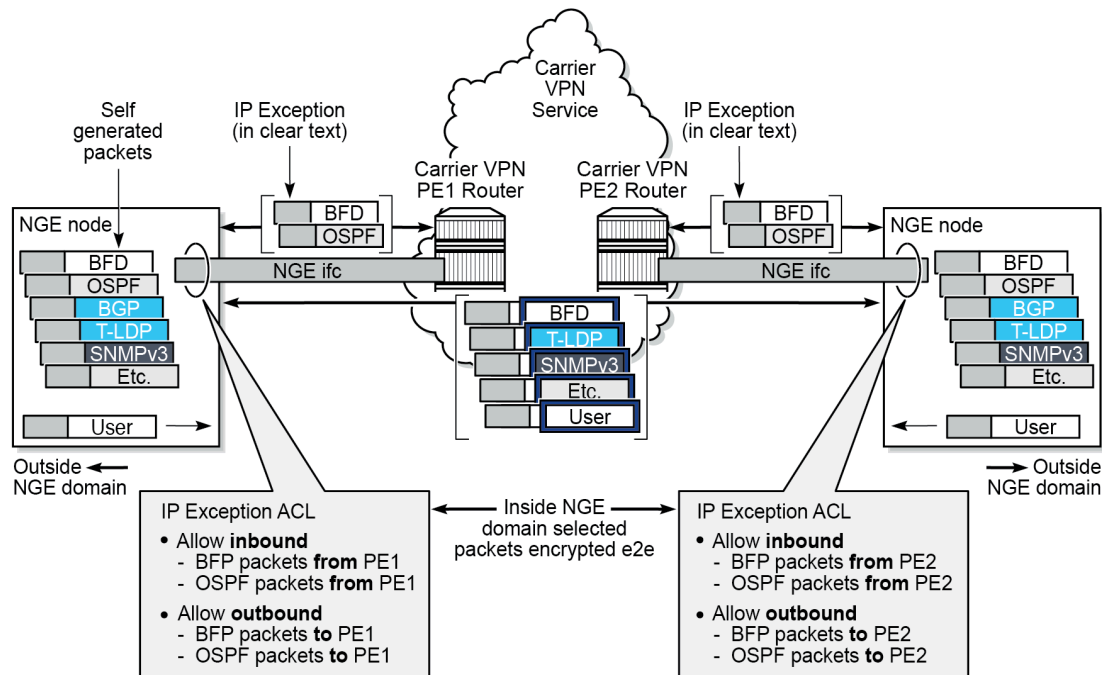 Carrier
VPN
Service
Self
generated
packets
IP Exception
(in clear text)
IP Exception
(in clear text)
Carrier VPN
PE1 Router
Carrier VPN
PE2 Router
NGE node
BFD
OSPF
BGP
T-LDP
SNMPv3
Etc.
User
BFD
OSPF
NGE ifc
BFD
T-LDP
SNMPv3
Etc.
User
BFD
OSPF
NGE ifc
NGE node
BFD
OSPF
BGP
T-LDP
SNMPv3
Etc.
User
Outside
NGE domain
Outside
NGE domain
Inside NGE
domain selected
packets encrypted e2e
IP Exception ACL
• Allow inbound
- BFP packets from PE1
- OSPF packets from PE1
• Allow outbound
- BFP packets to PE1
- OSPF packets to PE1
IP Exception ACL
• Allow inbound
- BFP packets from PE2
- OSPF packets from PE2
• Allow outbound
- BFP packets to PE2
- OSPF packets to PE2